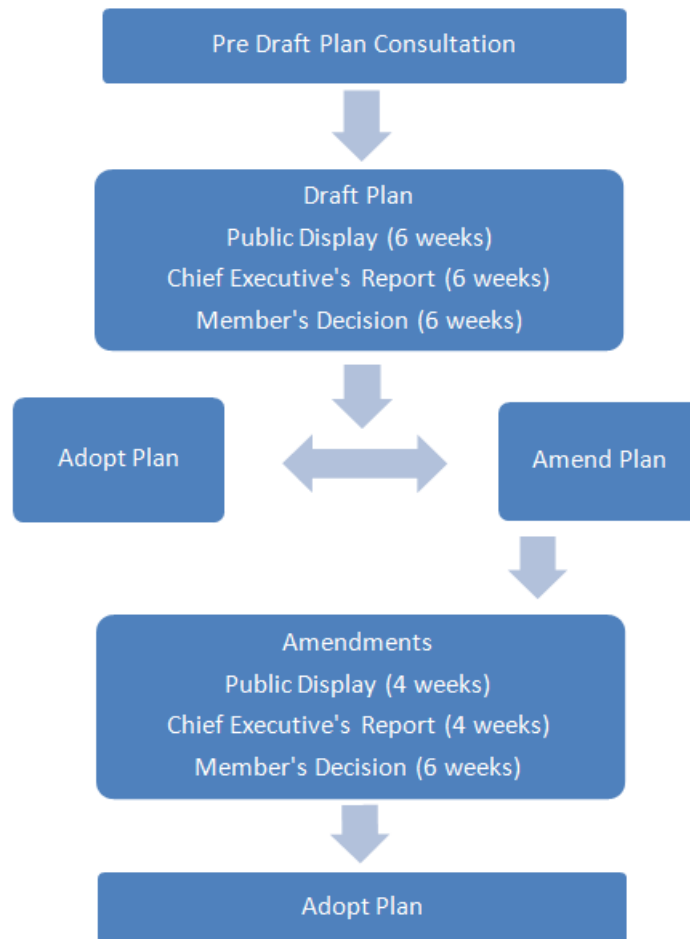 Pre Draft Plan Consultation
Draft Plan
Public Display (6 weeks)
Chief Executive's Report (6 weeks)
Member's Decision (6 weeks)
Adopt Plan
Amend Plan
Amendments
Public Display (4 weeks)
Chief Executive's Report (4 weeks)
Member's Decision (6 weeks)
Adopt Plan